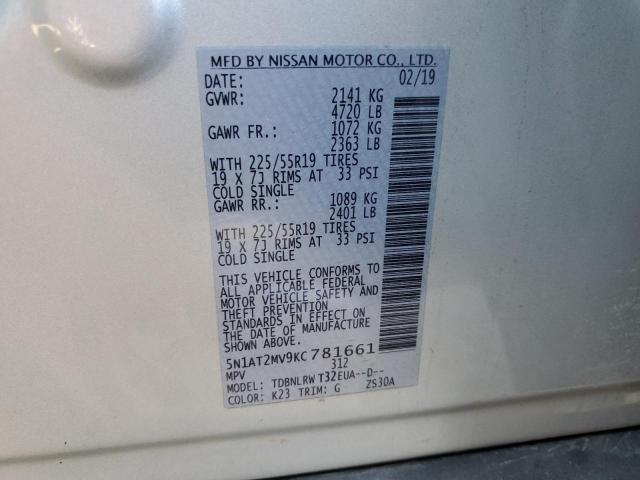 MFD BY NISSAN MOTOR CO., LTD.
DATE: 02/19
GVWR: 2141 KG
4720 LB
GAWR FR.: 1072 KG
2363 LB
WITH 225/55R19 TIRES
19 X 7J RIMS AT 33 PSI
COLD SINGLE
GAWR RR.: 1089 KG
2401 LB
WITH 225/55R19 TIRES
19 X 7J RIMS AT 33 PSI
COLD SINGLE
THIS VEHICLE CONFORMS TO
ALL APPLICABLE FEDERAL
MOTOR VEHICLE SAFETY AND
THEFT PREVENTION
STANDARDS IN EFFECT ON
THE DATE OF MANUFACTURE
SHOWN ABOVE.
5N1AT2MV9KC781661
MPV 312
MODEL: TDBNLRW T32EUA--D--
COLOR: K23 TRIM: G ZS30A